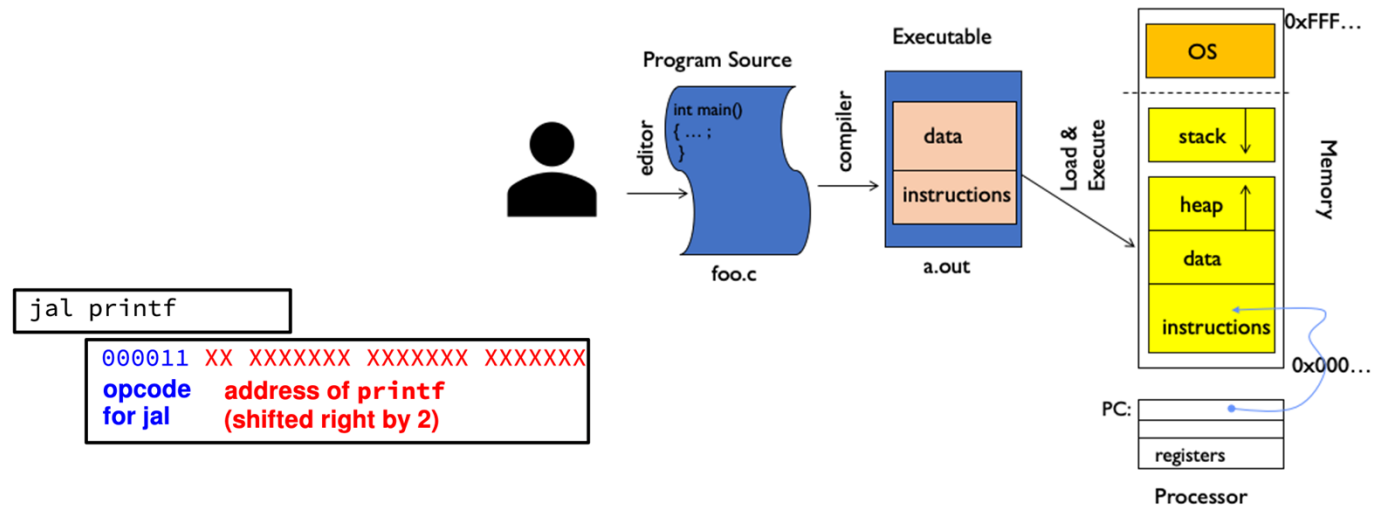 Program Source
int main()
{ ... ;
}
foo.c
editor
compiler
Executable
data
instructions
a.out
Load &
Execute
0xFFF...
OS
stack
heap
data
instructions
0x000...
Memory
PC:
registers
Processor
jal printf
000011 XX XXXXXXX XXXXXXX XXXXXXX
opcode address of printf
for jal (shifted right by 2)